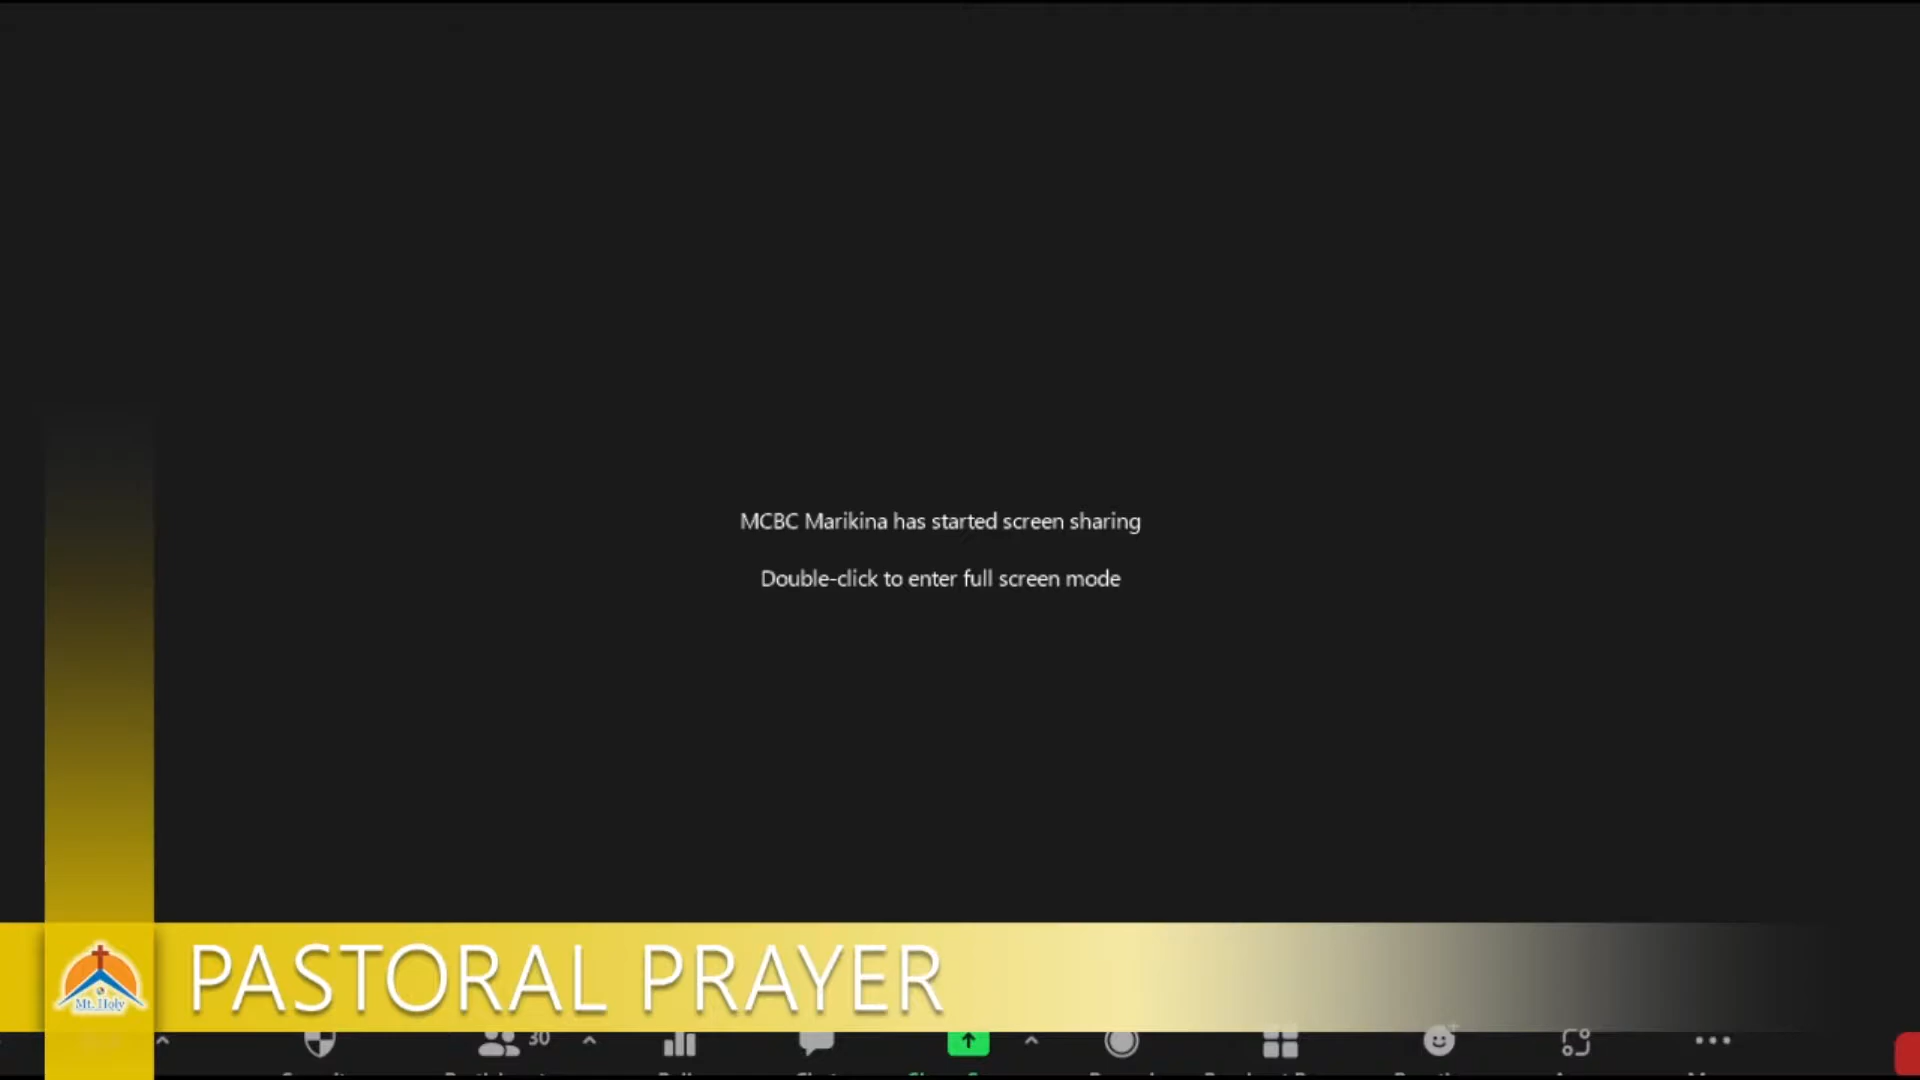 MCBC Marikina has started screen sharing
Double-click to enter full screen mode
PASTORAL PRAYER
Mt. Holy
30